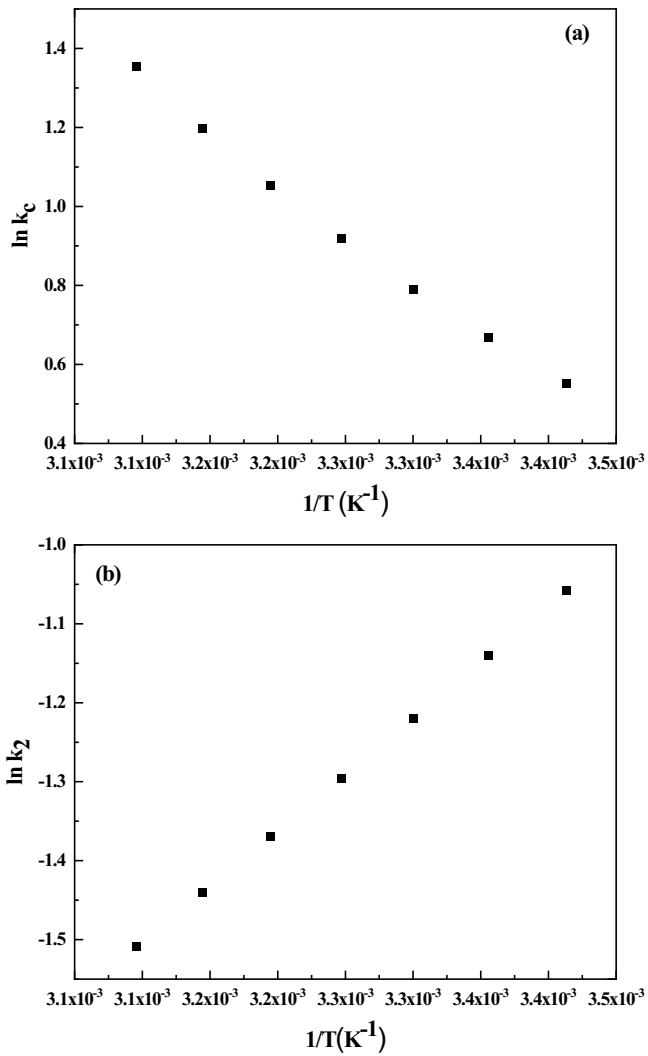 (a)
1.4
1.2
1.0
0.8
0.6
0.4
ln k_c
3.1x10⁻³ 3.1x10⁻³ 3.2x10⁻³ 3.2x10⁻³ 3.3x10⁻³ 3.3x10⁻³ 3.4x10⁻³ 3.4x10⁻³ 3.5x10⁻³
1/T (K⁻¹)
(b)
-1.0
-1.1
-1.2
-1.3
-1.4
-1.5
ln k₂
3.1x10⁻³ 3.1x10⁻³ 3.2x10⁻³ 3.2x10⁻³ 3.3x10⁻³ 3.3x10⁻³ 3.4x10⁻³ 3.4x10⁻³ 3.5x10⁻³
1/T(K⁻¹)